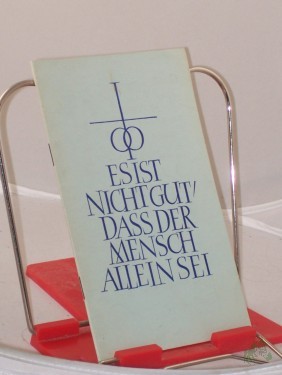 ES IST
NICHT GUT/
DASS DER
MENSCH
ALLEIN SEI